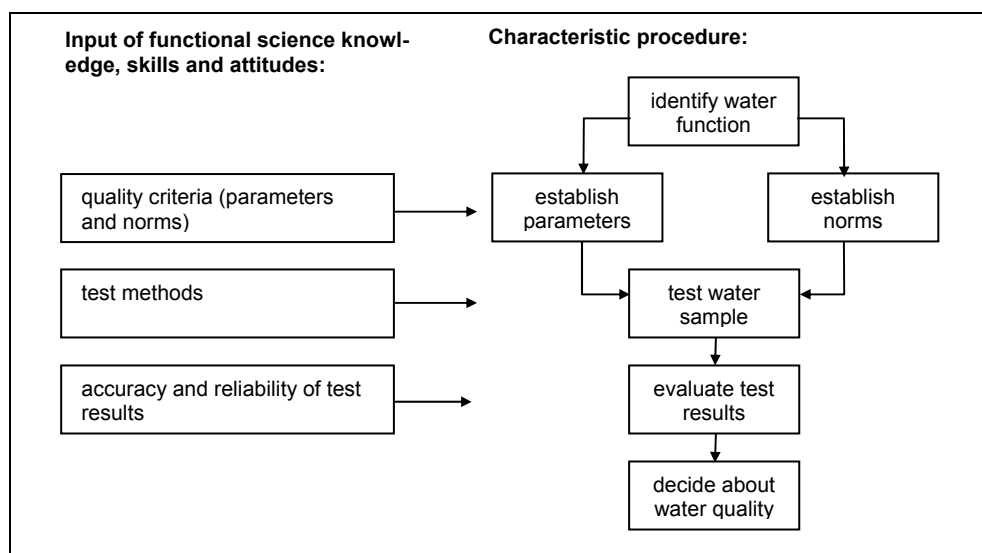 Input of functional science knowl-
edge, skills and attitudes:
Characteristic procedure:
identify water
function
quality criteria (parameters
and norms)
establish
parameters
establish
norms
test methods
test water
sample
accuracy and reliability of test
results
evaluate test
results
decide about
water quality